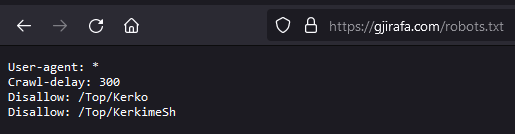 https://gjirafa.com/robots.txt
User-agent: *
Crawl-delay: 300
Disallow: /Top/Kerko
Disallow: /Top/KerkimeSh